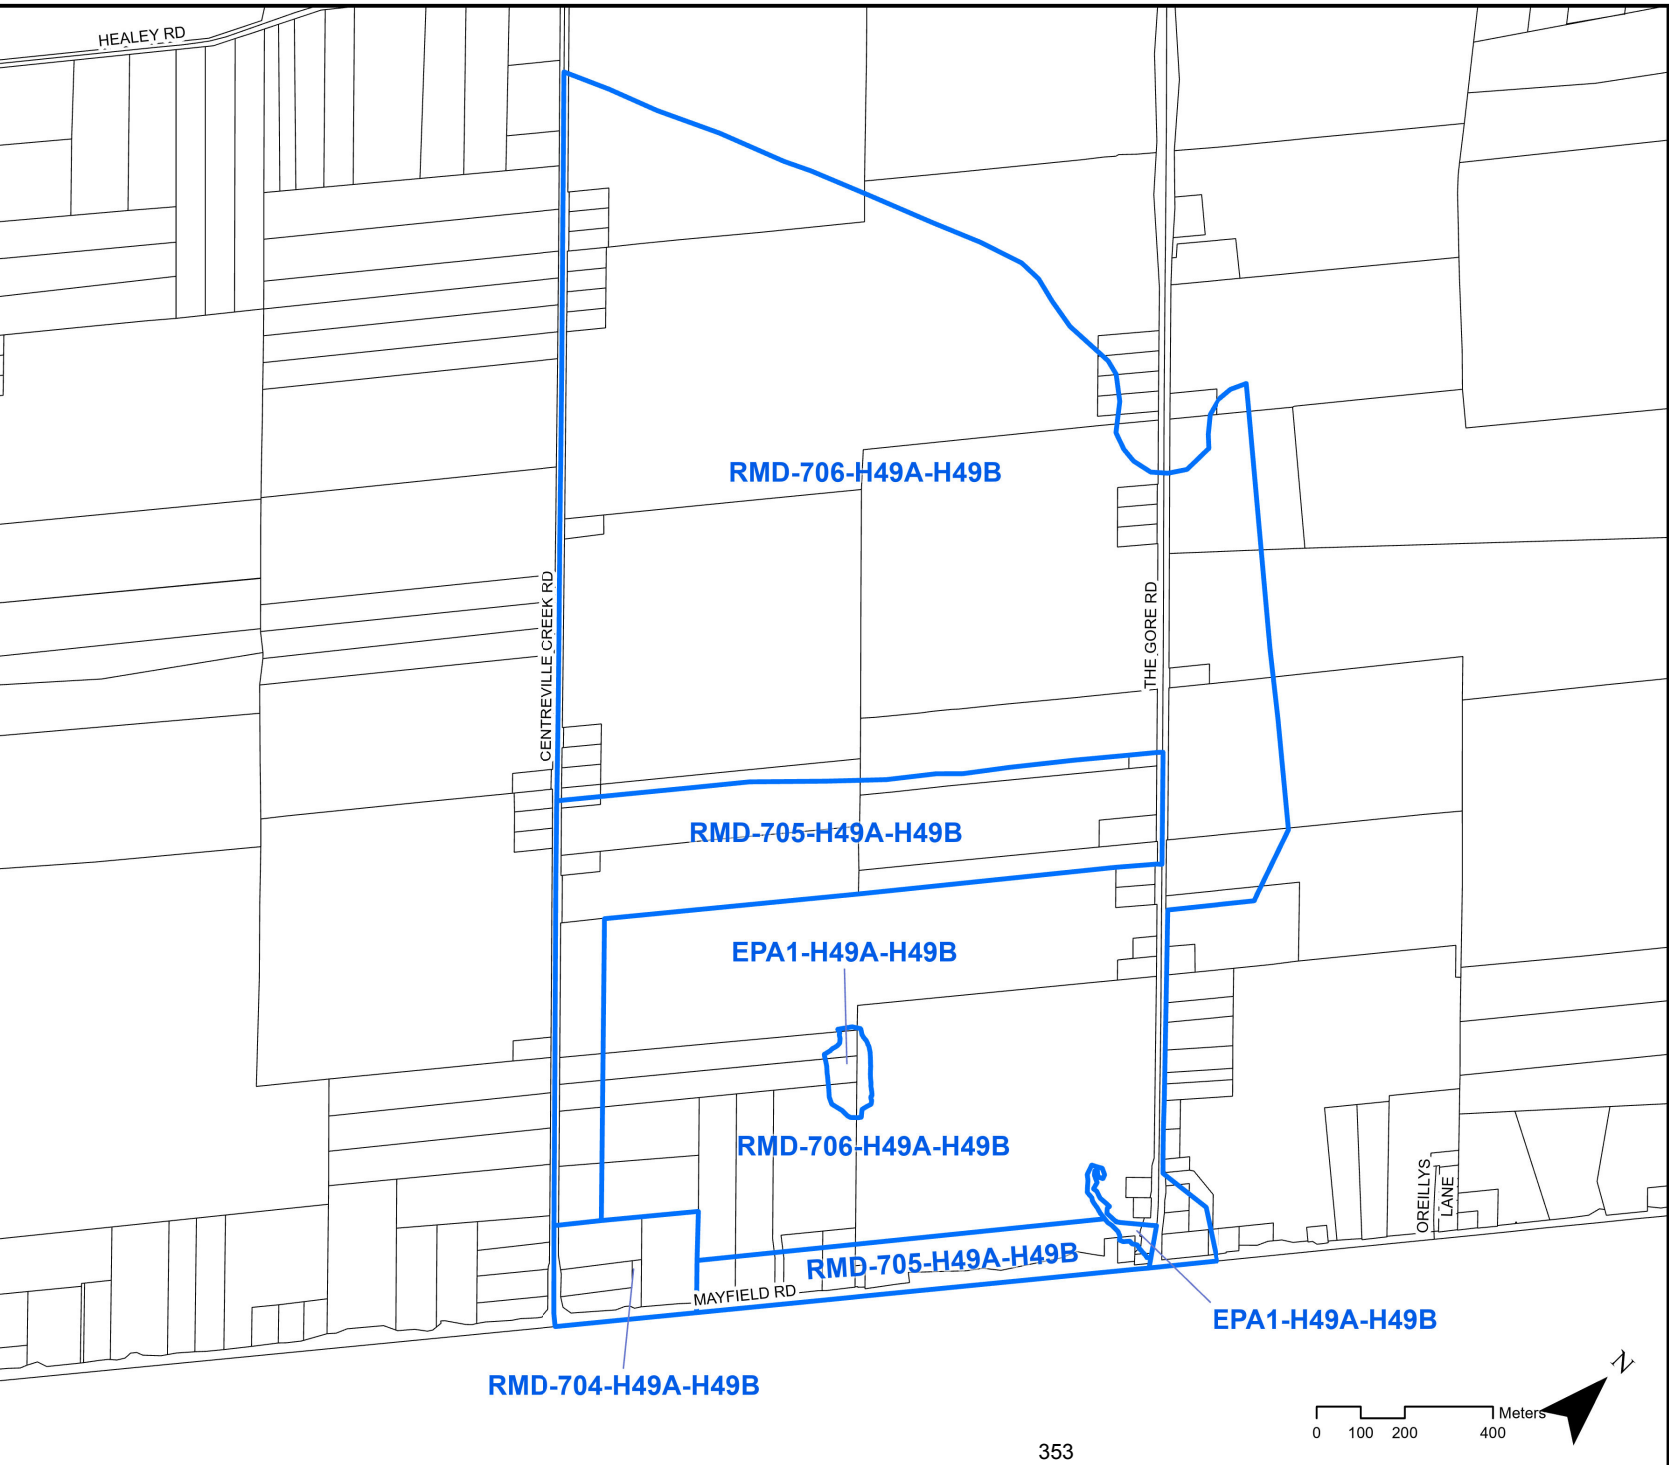 HEALEY RD
RMD-706-H49A-H49B
CENTREVILLE CREEK RD
THE GORE RD
RMD-705-H49A-H49B
EPA1-H49A-H49B
RMD-706-H49A-H49B
OREILLYS
LANE
RMD-705-H49A-H49B
MAYFIELD RD
EPA1-H49A-H49B
RMD-704-H49A-H49B
N
Meters
0 100 200 400
353